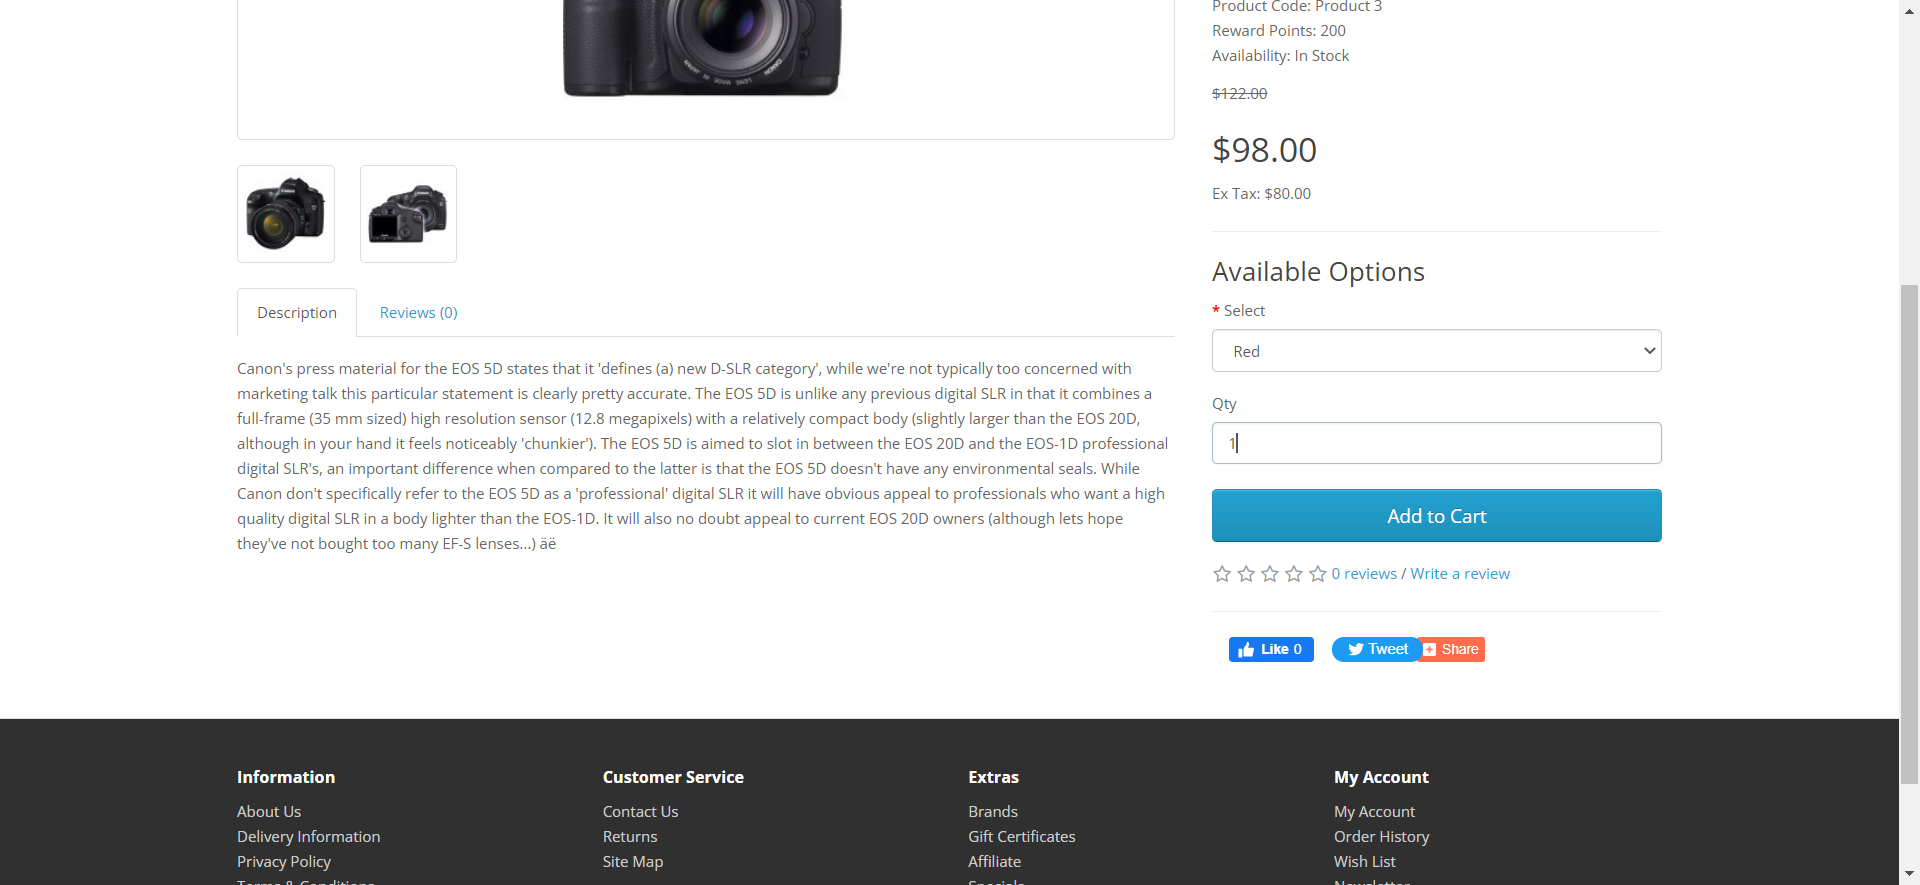 Product Code: Product 3
Reward Points: 200
Availability: In Stock
$122.00
$98.00
Ex Tax: $80.00
Available Options
* Select
Red
Qty
1
Add to Cart
0 reviews / Write a review
Like 0
Tweet
Share
Description
Reviews (0)
Canon's press material for the EOS 5D states that it 'defines (a) new D-SLR category', while we're not typically too concerned with
marketing talk this particular statement is clearly pretty accurate. The EOS 5D is unlike any previous digital SLR in that it combines a
full-frame (35 mm sized) high resolution sensor (12.8 megapixels) with a relatively compact body (slightly larger than the EOS 20D,
although in your hand it feels noticeably 'chunkier'). The EOS 5D is aimed to slot in between the EOS 20D and the EOS-1D professional
digital SLR's, an important difference when compared to the latter is that the EOS 5D doesn't have any environmental seals. While
Canon don't specifically refer to the EOS 5D as a 'professional' digital SLR it will have obvious appeal to professionals who want a high
quality digital SLR in a body lighter than the EOS-1D. It will also no doubt appeal to current EOS 20D owners (although lets hope
they've not bought too many EF-S lenses...) äë
Information
About Us
Delivery Information
Privacy Policy
Terms & Conditions
Customer Service
Contact Us
Returns
Site Map
Extras
Brands
Gift Certificates
Affiliate
Specials
My Account
My Account
Order History
Wish List
Newsletter